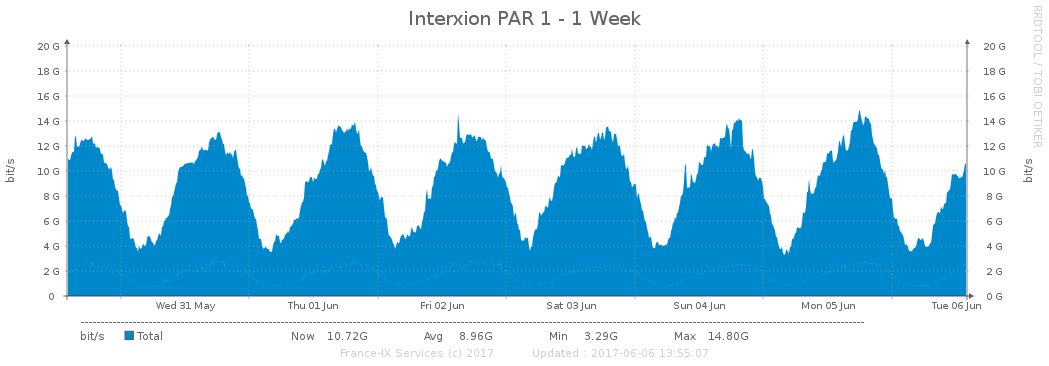 Interxion PAR 1 - 1 Week
RRDTOOL / TOBI OETIKER
20 G 20 G
18 G 18 G
16 G 16 G
14 G 14 G
12 G 12 G
10 G 10 G
8 G 8 G
6 G 6 G
4 G 4 G
2 G 2 G
0 0 G
bit/s bit/s
Wed 31 May Thu 01 Jun Fri 02 Jun Sat 03 Jun Sun 04 Jun Mon 05 Jun Tue 06 Jun
bit/s Total Now 10.72G Avg 8.96G Min 3.29G Max 14.80G
France-IX Services (c) 2017 Updated : 2017-06-06 13:55:07